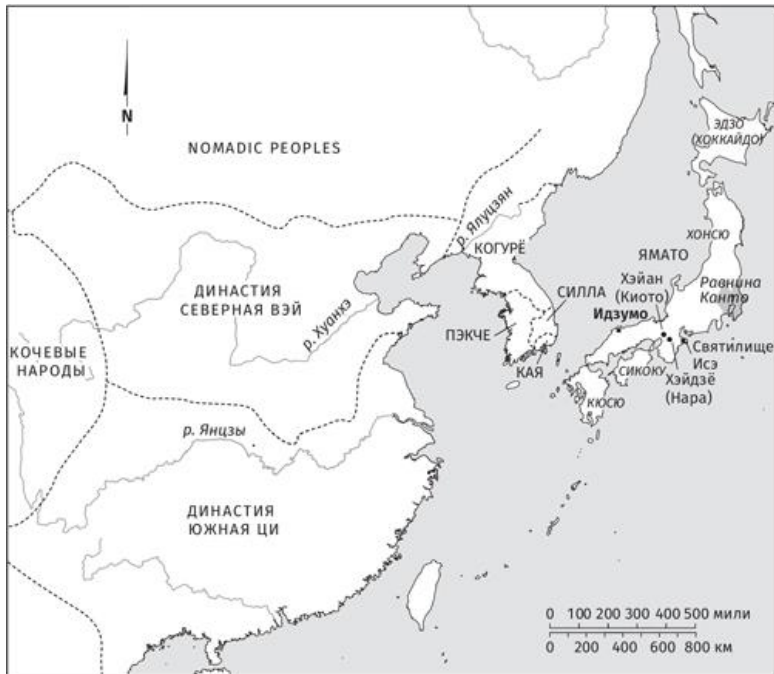 N
NOMADIC PEOPLES
ЭДЗО
(ХОККАЙДО)
р. Ялуцзян
КОГУРЁ
ХОНСЮ
ЯМАТО
Хэйан
(Киото)
Равнина
Канто
Идзумо
СИЛЛА
ПЭКЧЕ
КАЯ
Святилище
Исэ
СИКОКУ
Хэйдзё
(Нара)
КЮСЮ
ДИНАСТИЯ
СЕВЕРНАЯ ВЭЙ
р. Хуанхэ
КОЧЕВЫЕ
НАРОДЫ
р. Янцзы
ДИНАСТИЯ
ЮЖНАЯ ЦИ
0 100 200 300 400 500 мили
0 200 400 600 800 км